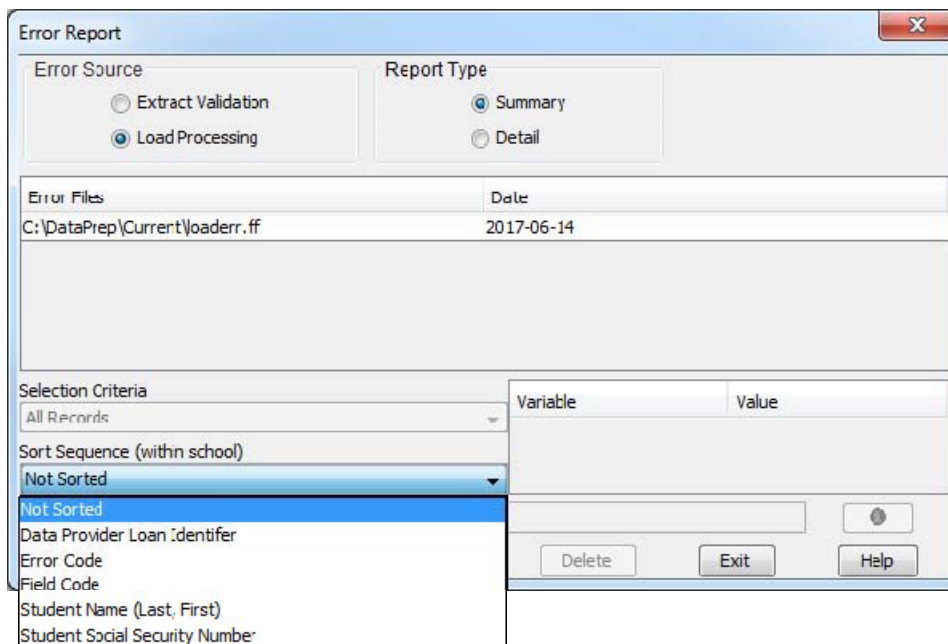 Error Report
Error Source
Report Type
Extract Validation
Summary
Load Processing
Detail
Error Files
Date
C:\DataPrep\Current\loaderr.ff
2017-06-14
Selection Criteria
All Records
Variable
Value
Sort Sequence (within school)
Not Sorted
Not Sorted
Data Provider Loan Identifer
Error Code
Delete
Exit
Help
Field Code
Student Name (Last, First)
Student Social Security Number